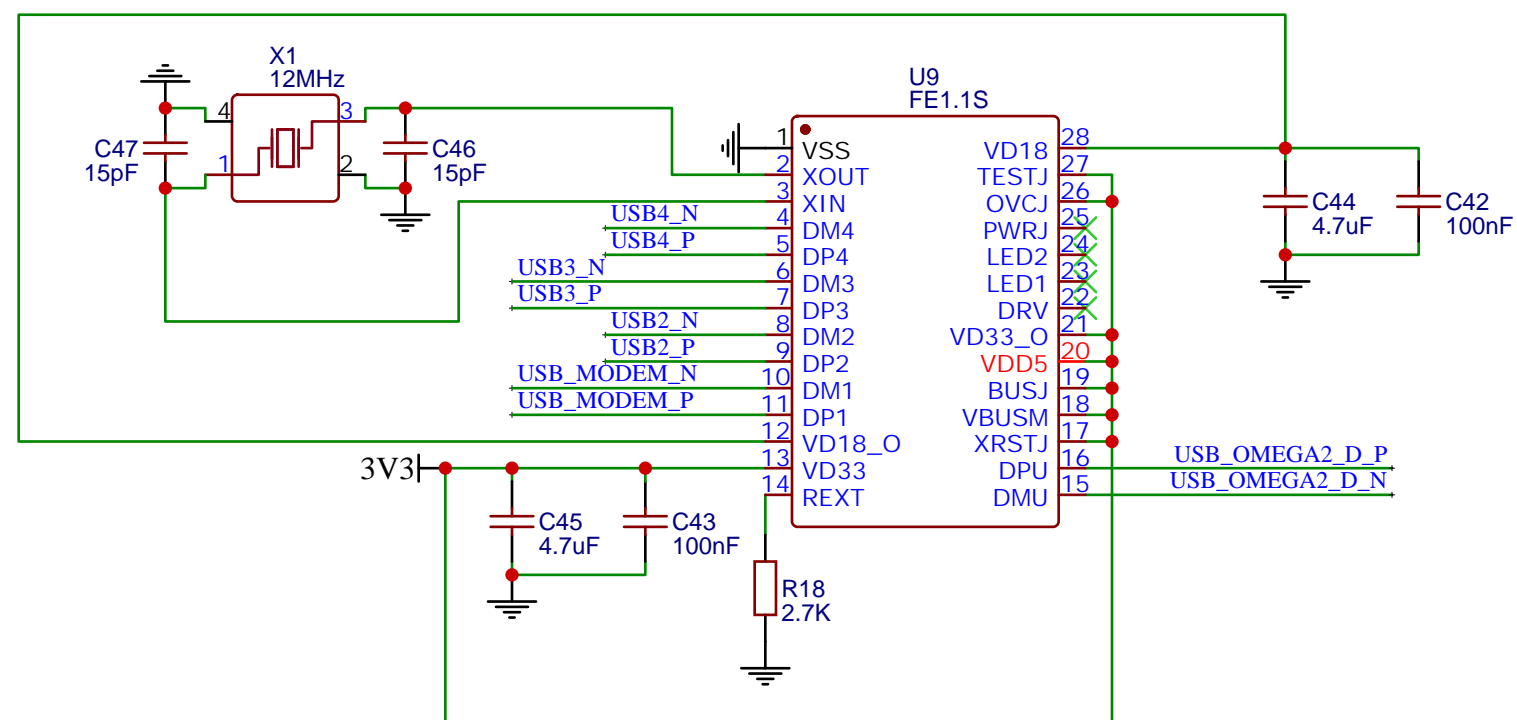 X1
12MHz
4
3
1
2
C47
15pF
C46
15pF
U9
FE1.1S
1 VSS
2 XOUT
3 XIN
USB4_N 4 DM4
USB4_P 5 DP4
USB3_N 6 DM3
USB3_P 7 DP3
USB2_N 8 DM2
USB2_P 9 DP2
USB_MODEM_N 10 DM1
USB_MODEM_P 11 DP1
12 VD18_O
3V3 13 VD33
14 REXT
VD18 28
TESTJ 27
OVCJ 26
PWRJ 25
LED2 24
LED1 23
DRV 22
VD33_O 21
VDD5 20
BUSJ 19
VBUSM 18
XRSTJ 17
DPU 16 USB_OMEGA2_D_P
DMU 15 USB_OMEGA2_D_N
C44
4.7uF
C42
100nF
C45
4.7uF
C43
100nF
R18
2.7K